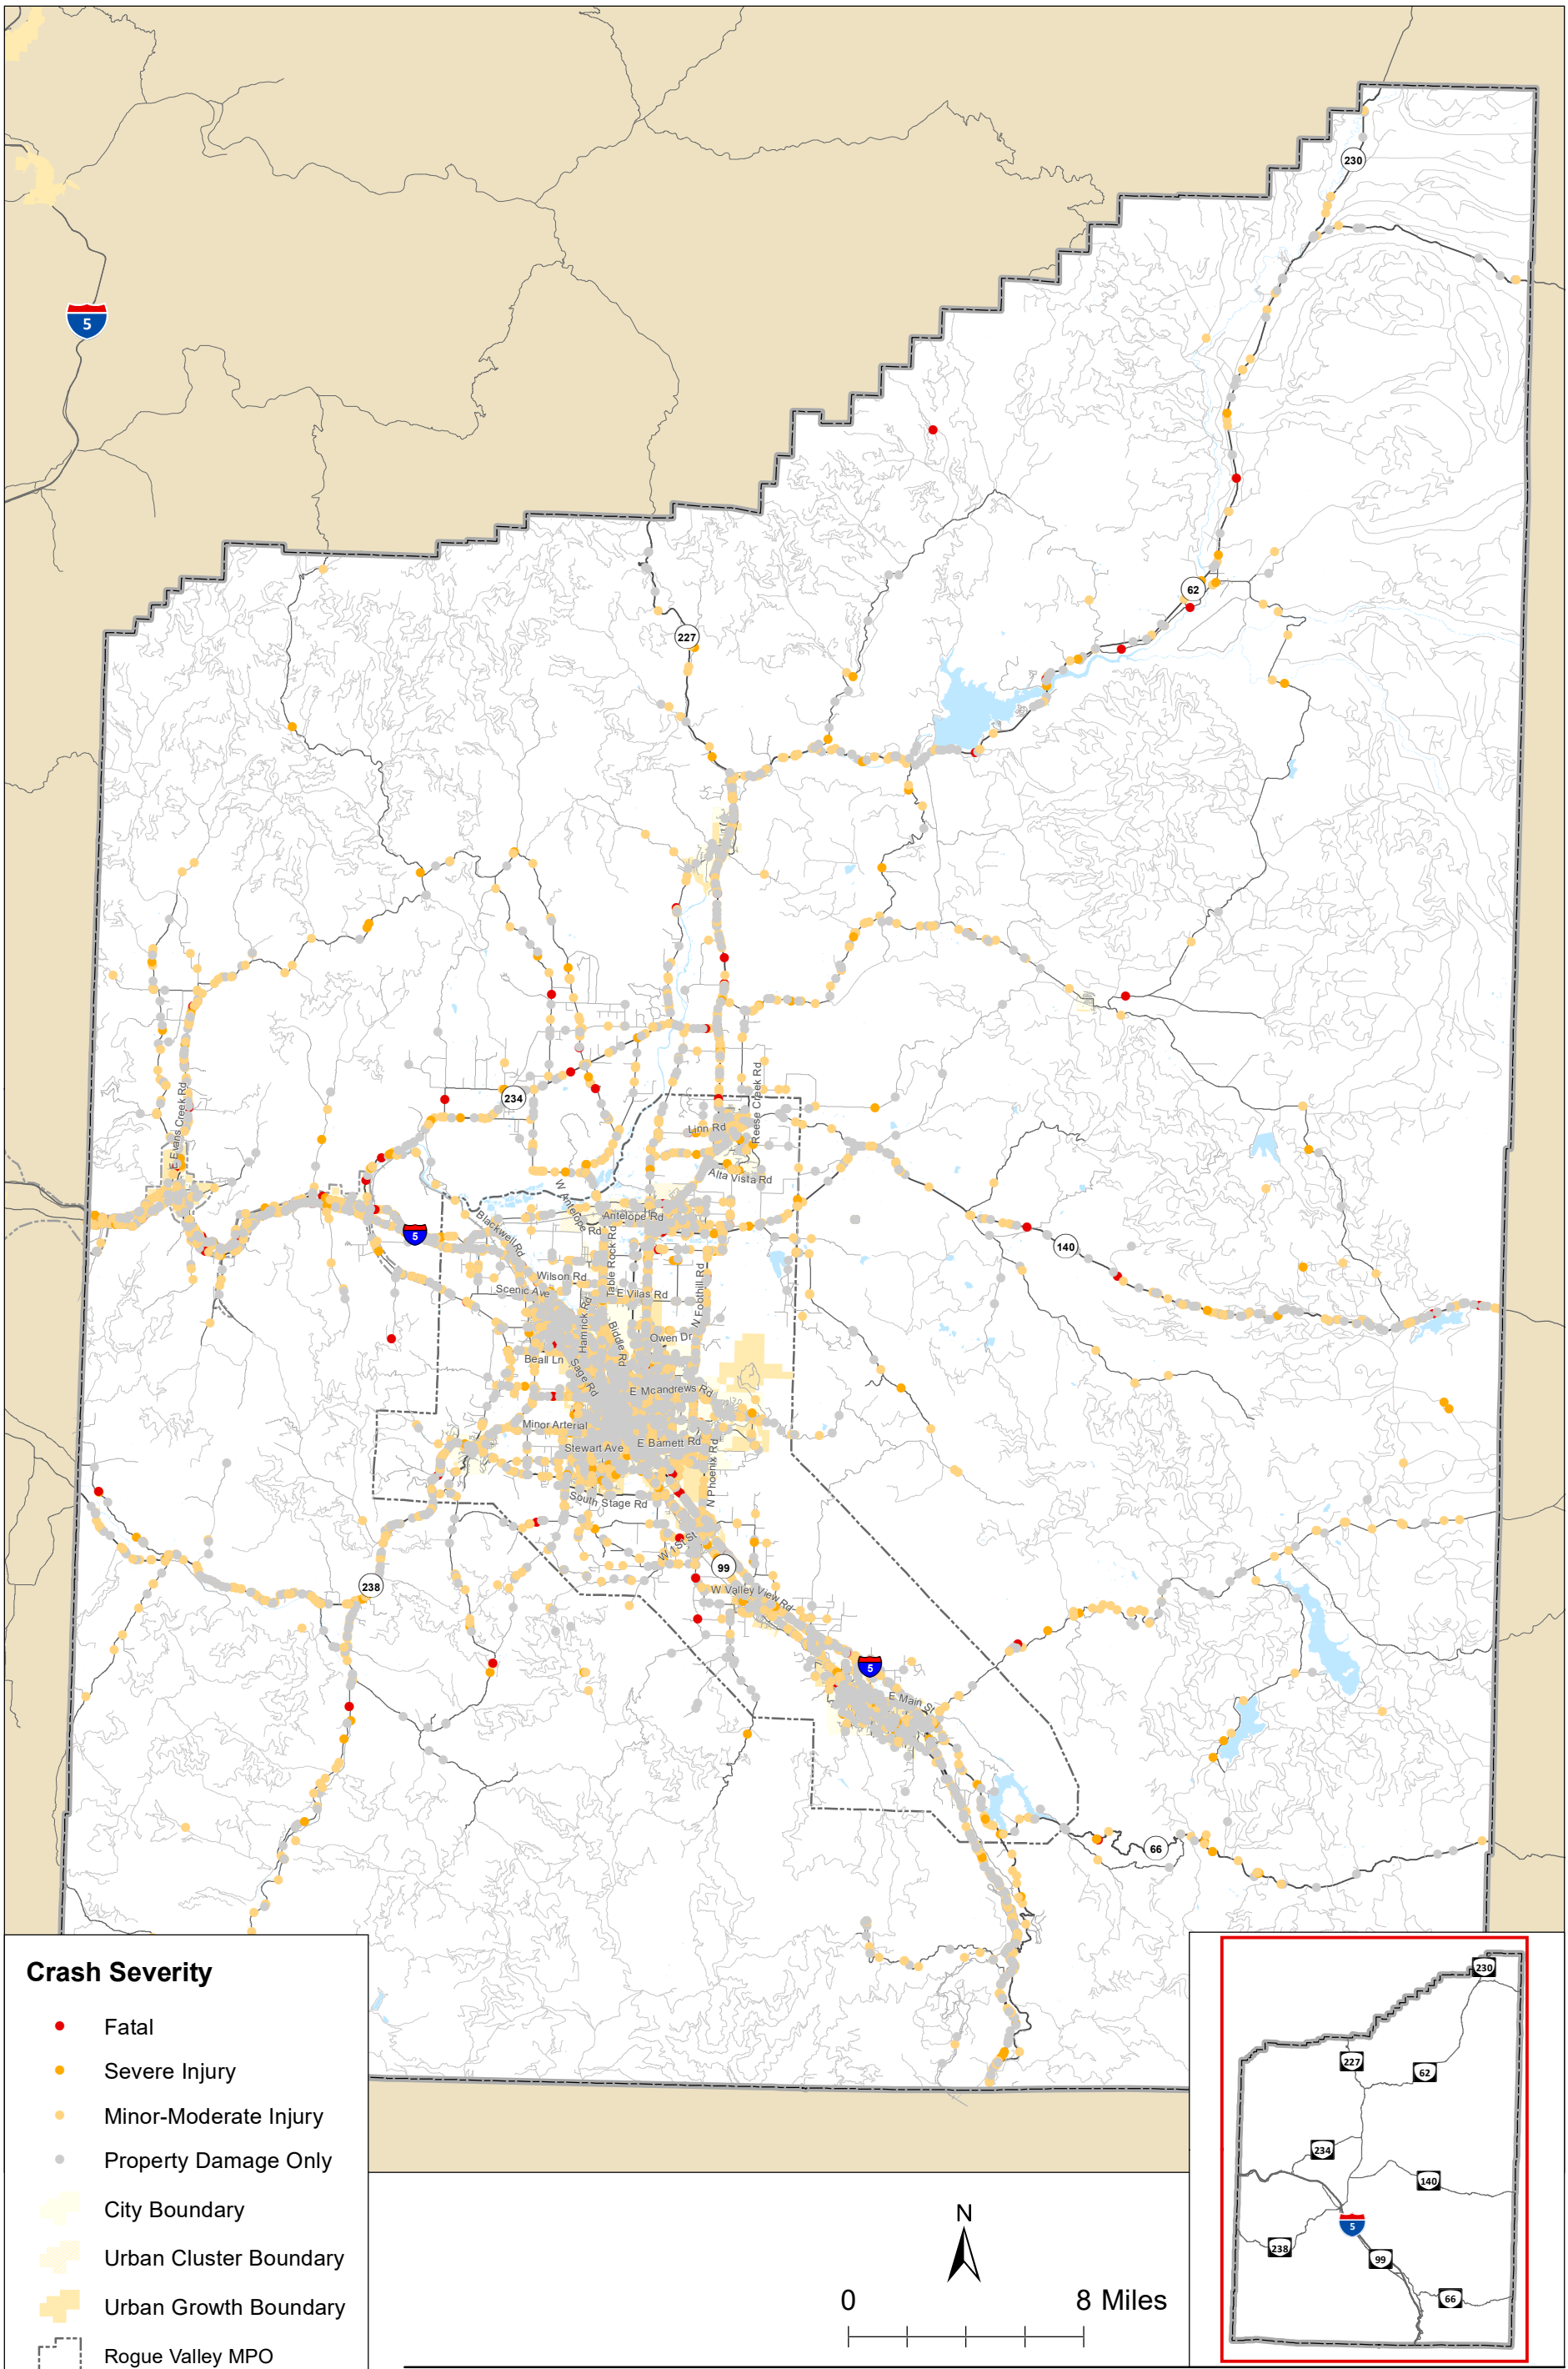 230
5
62
227
E Evans Creek Rd
234
Reese Creek Rd
Linn Rd
Alta Vista Rd
W Antelope Rd
Antelope Rd
Blackwell Rd
Table Rock Rd
5
140
Wilson Rd
Scenic Ave
E Vilas Rd
N Foothill Rd
Hamrick Rd
Biddle Rd
Owen Dr
Beall Ln
Sage Rd
E Mcandrews Rd
Minor Arterial
Stewart Ave
E Barnett Rd
N Phoenix Rd
South Stage Rd
W 1St St
99
238
W Valley View Rd
5
E Main St
66
Crash Severity
Fatal
Severe Injury
Minor-Moderate Injury
Property Damage Only
City Boundary
Urban Cluster Boundary
Urban Growth Boundary
Rogue Valley MPO
N
0 8 Miles
230
227
62
234
140
5
238
99
66